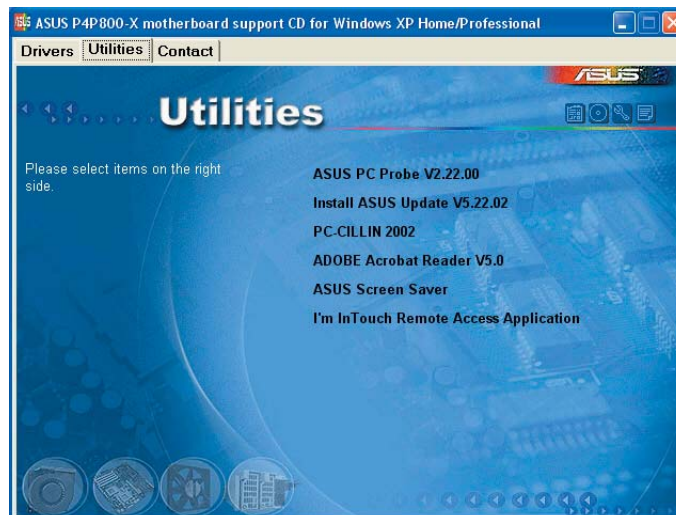 ASUS P4P800-X motherboard support CD for Windows XP Home/Professional
Drivers Utilities Contact
ASUS
Utilities
Please select items on the right
side.
ASUS PC Probe V2.22.00
Install ASUS Update V5.22.02
PC-CILLIN 2002
ADOBE Acrobat Reader V5.0
ASUS Screen Saver
I'm InTouch Remote Access Application